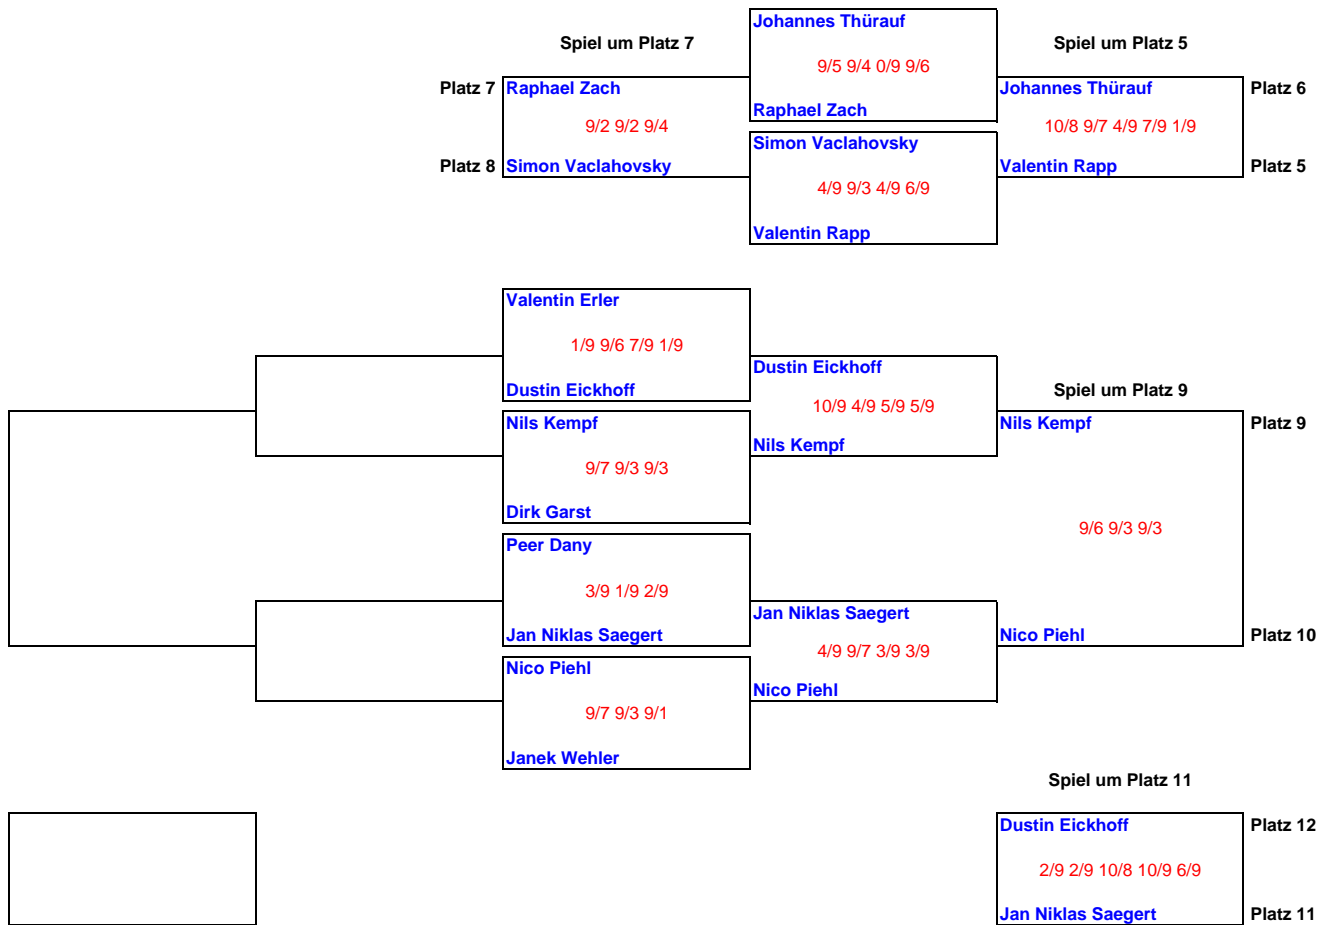 Johannes Thürauf
Spiel um Platz 7
Spiel um Platz 5
9/5 9/4 0/9 9/6
Platz 7 Raphael Zach
Johannes Thürauf Platz 6
9/2 9/2 9/4
Raphael Zach
10/8 9/7 4/9 7/9 1/9
Simon Vaclahovsky
Platz 8 Simon Vaclahovsky
Valentin Rapp Platz 5
4/9 9/3 4/9 6/9
Valentin Rapp
Valentin Erler
1/9 9/6 7/9 1/9
Dustin Eickhoff
Dustin Eickhoff
Spiel um Platz 9
10/9 4/9 5/9 5/9
Nils Kempf
Nils Kempf Platz 9
Nils Kempf
9/7 9/3 9/3
Dirk Garst
9/6 9/3 9/3
Peer Dany
3/9 1/9 2/9
Jan Niklas Saegert
Jan Niklas Saegert
Nico Piehl Platz 10
4/9 9/7 3/9 3/9
Nico Piehl
Nico Piehl
9/7 9/3 9/1
Janek Wehler
Spiel um Platz 11
Dustin Eickhoff Platz 12
2/9 2/9 10/8 10/9 6/9
Jan Niklas Saegert Platz 11